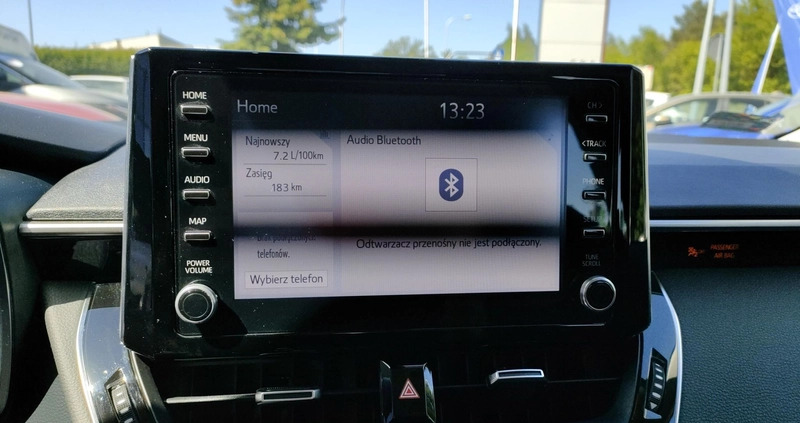 HOME
MENU
AUDIO
MAP
POWER
VOLUME
Home
13:23
Najnowszy
7.2 L/100km
Zasięg
183 km
telefonów.
Wybierz telefon
Audio Bluetooth
Odtwarzacz przenośny nie jest podłączony.
CH >
< TRACK
PHONE
SETUP
TUNE
SCROLL
PASSENGER
AIR BAG